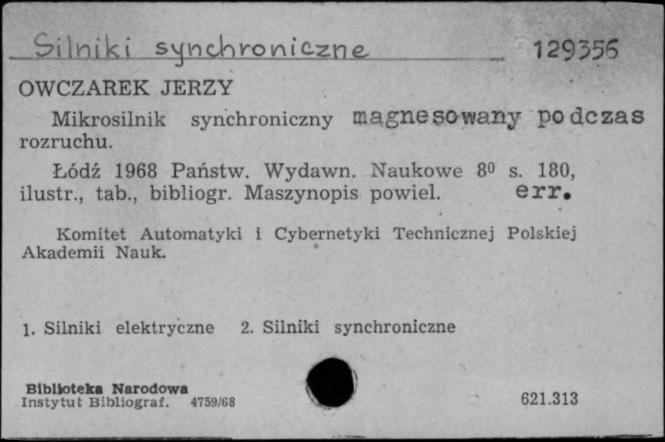 Silniki synchroniczne 129356
OWCZAREK JERZY
Mikrosilnik synchroniczny magnesowany podczas
rozruchu.
Łódź 1968 Państw. Wydawn. Naukowe 8⁰ s. 180,
ilustr., tab., bibliogr. Maszynopis powiel. err.
Komitet Automatyki i Cybernetyki Technicznej Polskiej
Akademii Nauk.
1. Silniki elektryczne 2. Silniki synchroniczne
Biblioteka Narodowa
Instytut Bibliograf. 4759/68 621.313